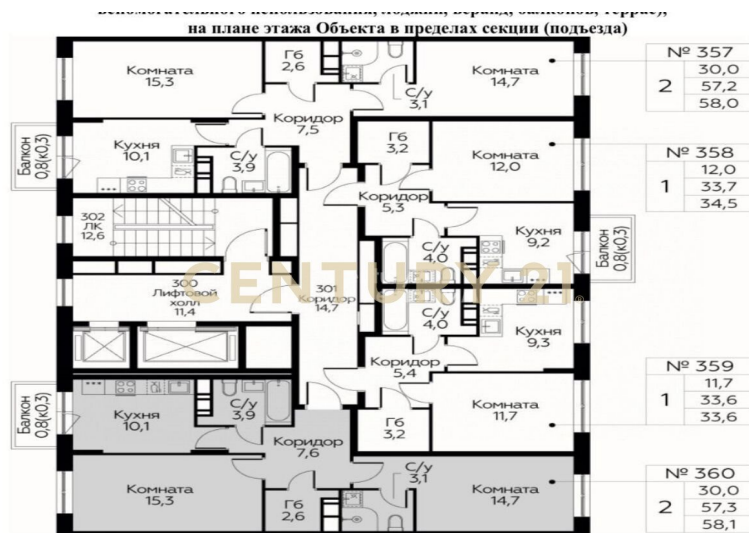 вспомогательного использования, лоджий, веранд, балконов, террас),
на плане этажа Объекта в пределах секции (подъезда)
Комната
15,3
Гб
2,6
С/у
3,1
Комната
14,7
Коридор
7,5
№ 357
2
30,0
57,2
58,0
Балкон
0,8(к0,3)
Кухня
10,1
С/у
3,9
Гб
3,2
Комната
12,0
№ 358
1
12,0
33,7
34,5
302
ЛК
12,6
Коридор
5,3
С/у
4,0
Кухня
9,2
Балкон
0,8(к0,3)
300
Лифтовой
холл
11,4
301
Коридор
14,7
CENTURY 21®
С/у
4,0
Кухня
9,3
Коридор
5,4
Гб
3,2
Комната
11,7
№ 359
1
11,7
33,6
33,6
Балкон
0,8(к0,3)
Кухня
10,1
С/у
3,9
Коридор
7,6
Комната
15,3
Гб
2,6
С/у
3,1
Комната
14,7
№ 360
2
30,0
57,3
58,1